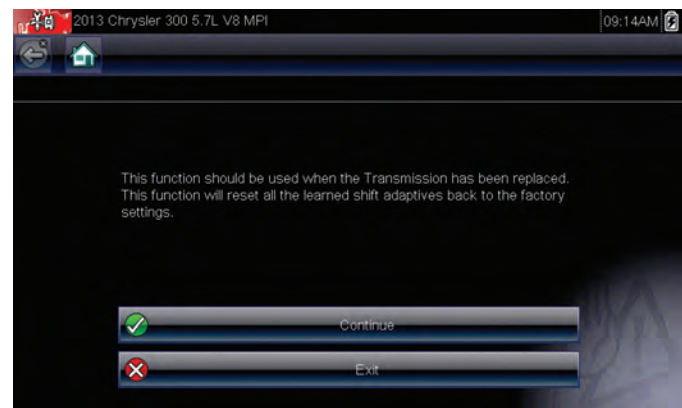 2013 Chrysler 300 5.7L V8 MPI
09:14AM
This function should be used when the Transmission has been replaced.
This function will reset all the learned shift adaptives back to the factory
settings.
Continue
Exit